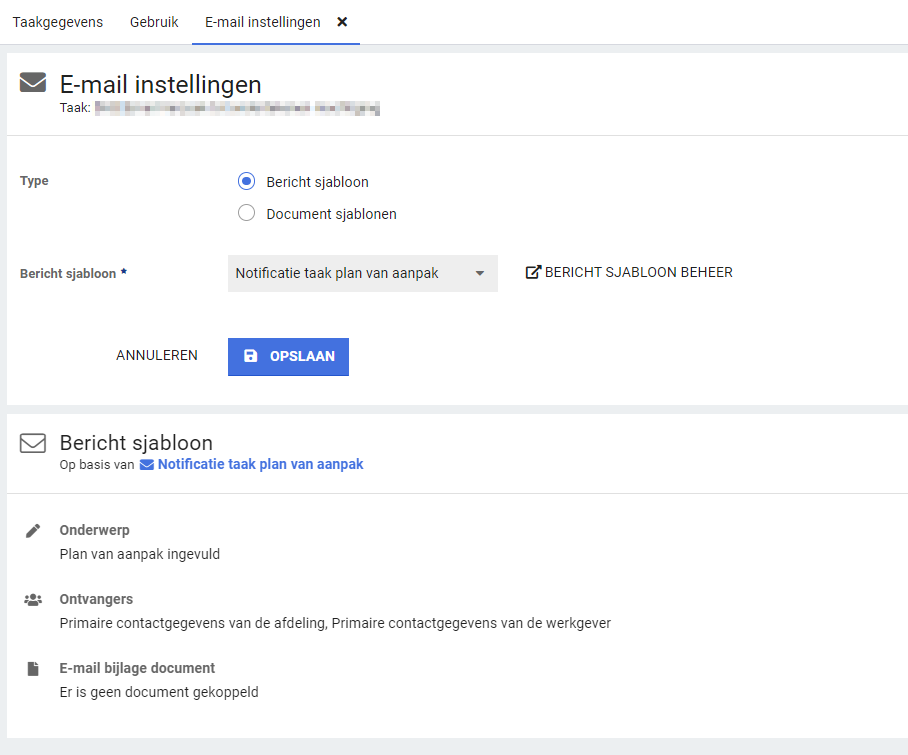 Taakgegevens Gebruik E-mail instellingen
E-mail instellingen
Taak:
Type
Bericht sjabloon
Document sjablonen
Bericht sjabloon * Notificatie taak plan van aanpak BERICHT SJABLOON BEHEER
ANNULEREN OPSLAAN
Bericht sjabloon
Op basis van Notificatie taak plan van aanpak
Onderwerp
Plan van aanpak ingevuld
Ontvangers
Primaire contactgegevens van de afdeling, Primaire contactgegevens van de werkgever
E-mail bijlage document
Er is geen document gekoppeld